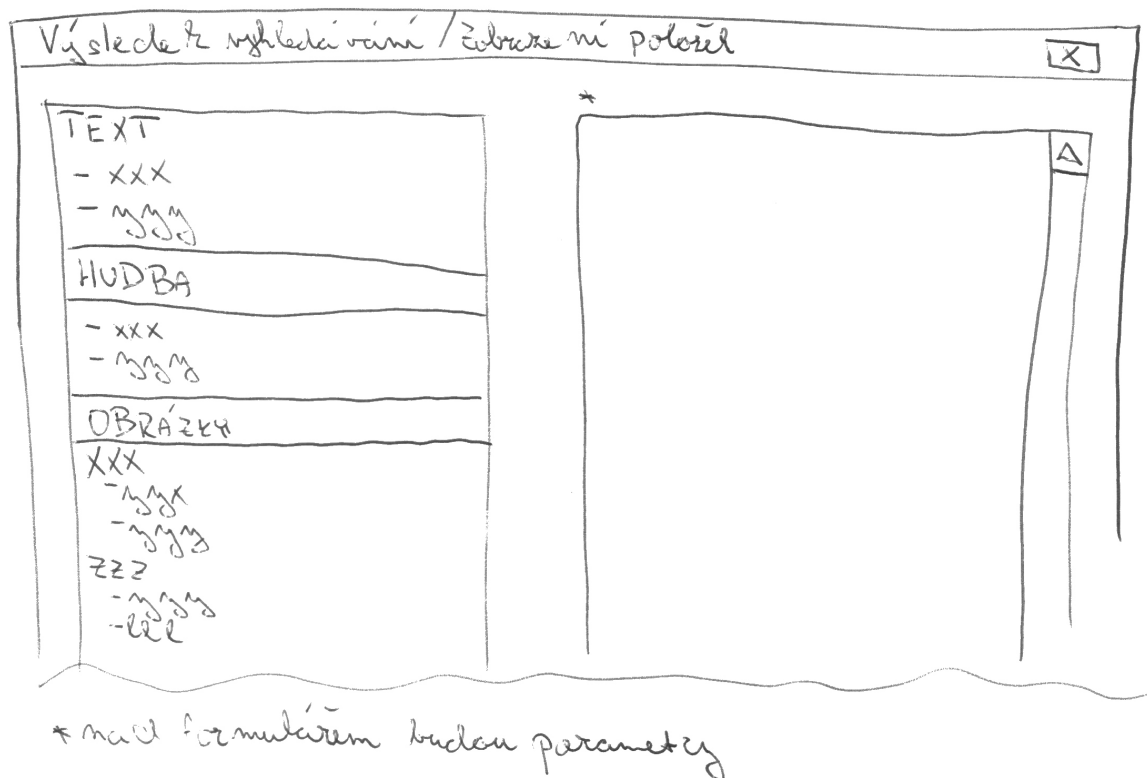 Výsledek vyhledávání / Zobrazení položek
X
*
TEXT
- xxx
- yyy
HUDBA
- xxx
- yyy
OBRÁZKY
XXX
- yyx
- yyy
ZZZ
- yyy
- kkk
* nad formulářem budou parametry